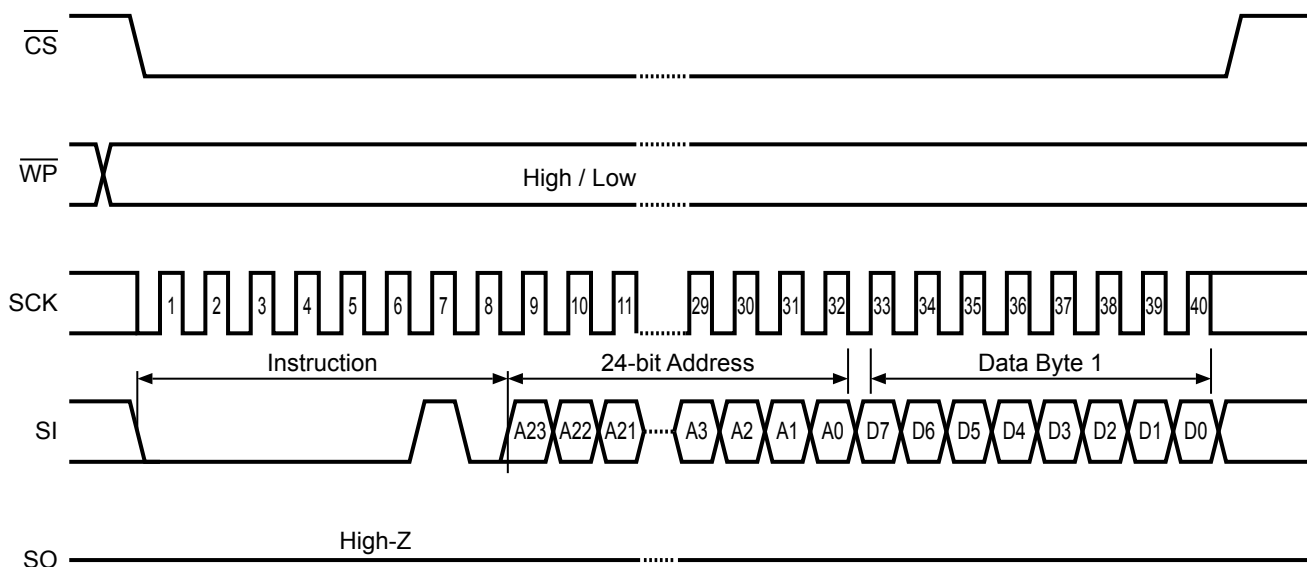 CS
WP
High / Low
SCK
1 2 3 4 5 6 7 8 9 10 11 29 30 31 32 33 34 35 36 37 38 39 40
Instruction 24-bit Address Data Byte 1
SI
A23 A22 A21 A3 A2 A1 A0 D7 D6 D5 D4 D3 D2 D1 D0
High-Z
SO